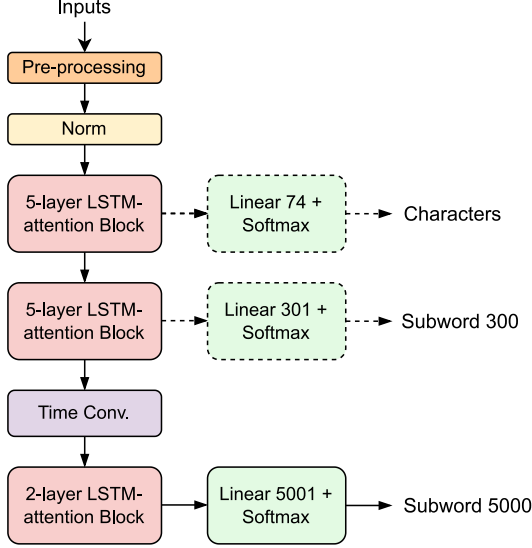 Inputs
Pre-processing
Norm
5-layer LSTM-
attention Block
Linear 74 +
Softmax
Characters
5-layer LSTM-
attention Block
Linear 301 +
Softmax
Subword 300
Time Conv.
2-layer LSTM-
attention Block
Linear 5001 +
Softmax
Subword 5000